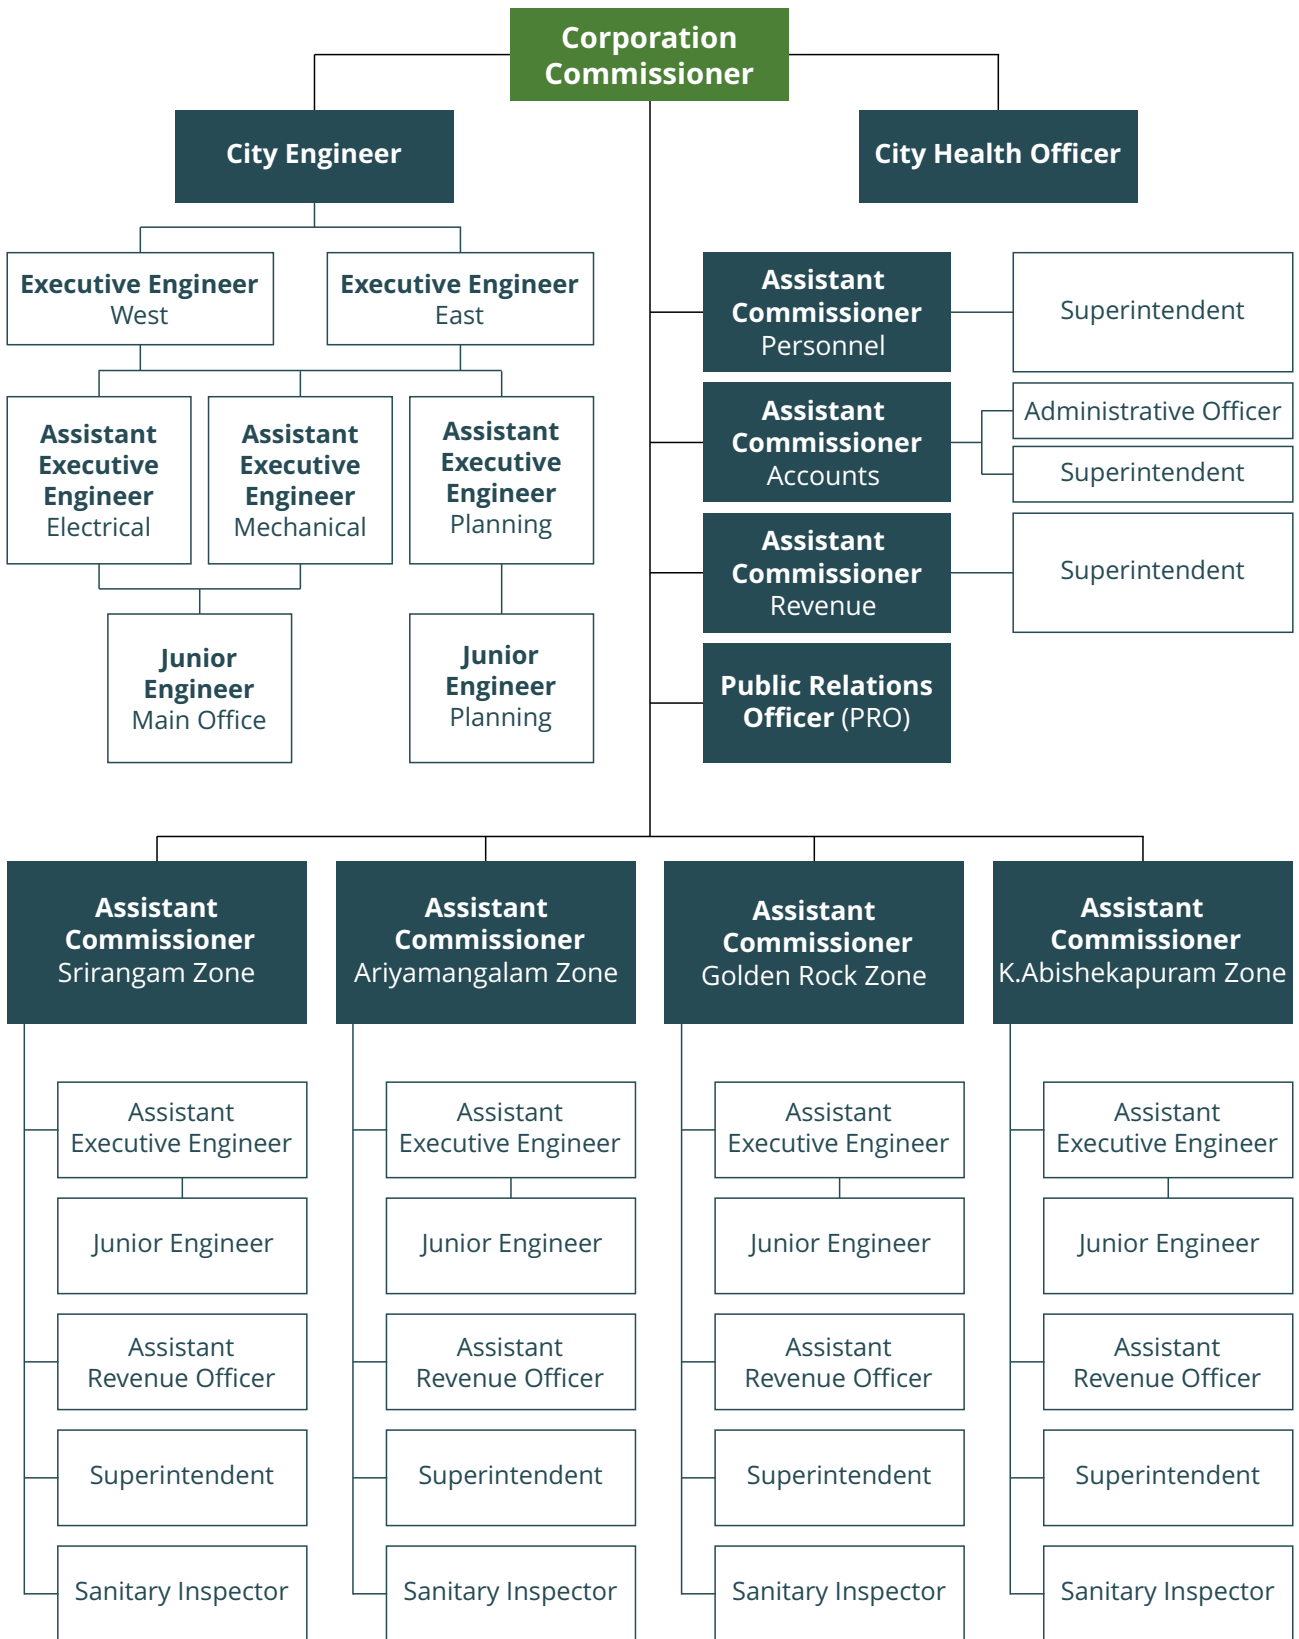 Corporation
Commissioner
City Engineer
City Health Officer
Executive Engineer
West
Executive Engineer
East
Assistant
Executive
Engineer
Electrical
Assistant
Executive
Engineer
Mechanical
Assistant
Executive
Engineer
Planning
Junior
Engineer
Main Office
Junior
Engineer
Planning
Assistant
Commissioner
Personnel
Superintendent
Assistant
Commissioner
Accounts
Administrative Officer
Superintendent
Assistant
Commissioner
Revenue
Superintendent
Public Relations
Officer (PRO)
Assistant
Commissioner
Srirangam Zone
Assistant
Executive Engineer
Junior Engineer
Assistant
Revenue Officer
Superintendent
Sanitary Inspector
Assistant
Commissioner
Ariyamangalam Zone
Assistant
Executive Engineer
Junior Engineer
Assistant
Revenue Officer
Superintendent
Sanitary Inspector
Assistant
Commissioner
Golden Rock Zone
Assistant
Executive Engineer
Junior Engineer
Assistant
Revenue Officer
Superintendent
Sanitary Inspector
Assistant
Commissioner
K.Abishekapuram Zone
Assistant
Executive Engineer
Junior Engineer
Assistant
Revenue Officer
Superintendent
Sanitary Inspector